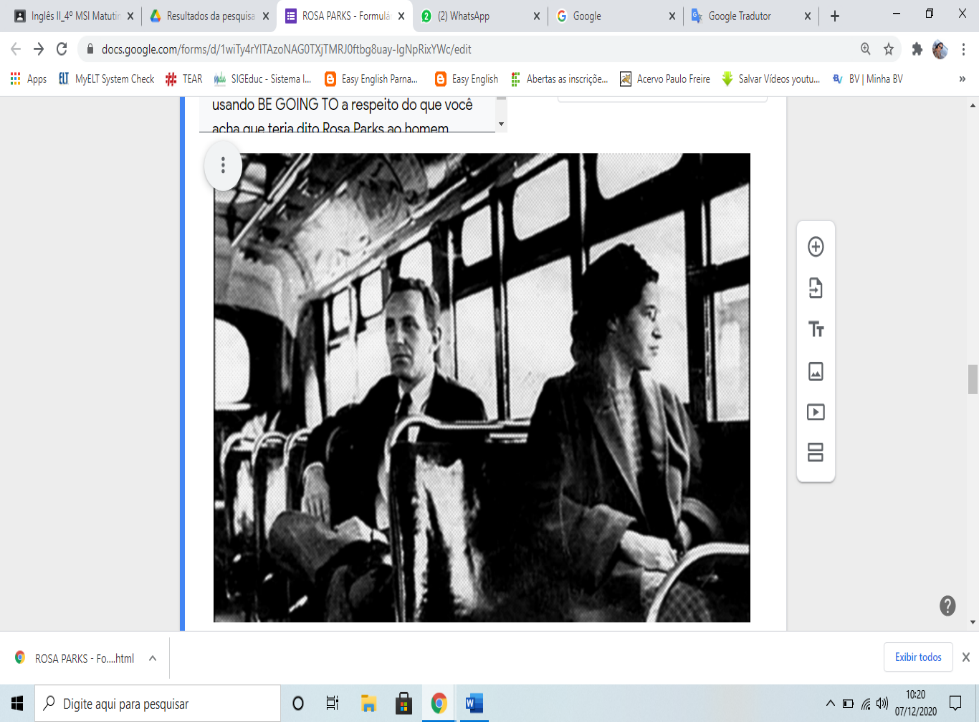 Inglês II_4º MSI Matutin
Resultados da pesquisa
ROSA PARKS - Formulá
(2) WhatsApp
Google
Google Tradutor
docs.google.com/forms/d/1wiTy4rYlTAzoNAG0TXjTMRJ0ftbg8uay-lgNpRixYWc/edit
Apps
MyELT System Check
TEAR
SIGEduc - Sistema I...
Easy English Parna...
Easy English
Abertas as inscriçõe...
Acervo Paulo Freire
Salvar Vídeos youtu...
BV | Minha BV
»
usando BE GOING TO a respeito do que você
acha que teria dito Rosa Parks ao homem
Tт
ROSA PARKS - Fo....html
Exibir todos
Digite aqui para pesquisar
10:20
07/12/2020